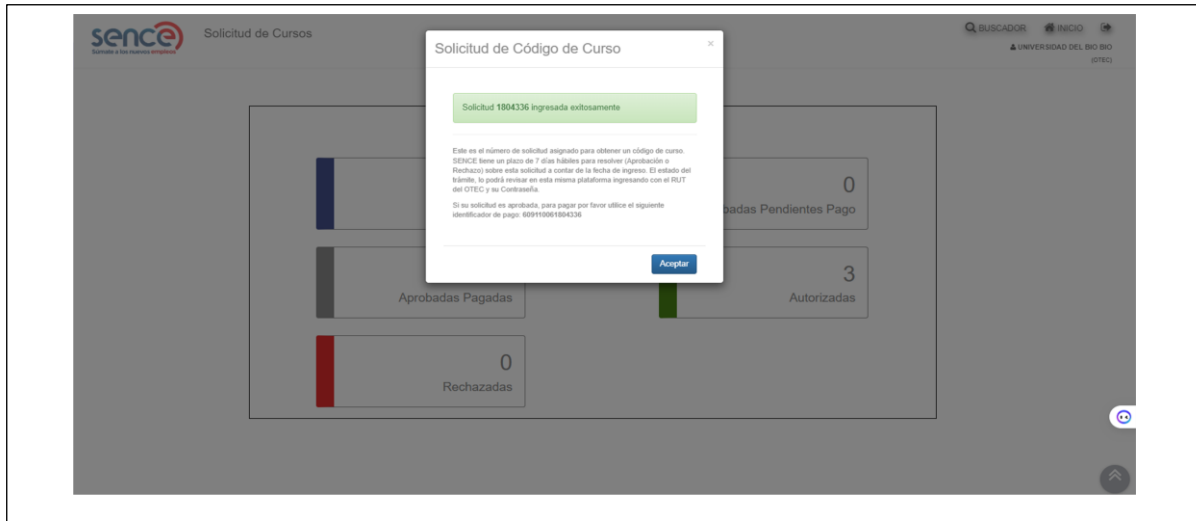 sence
Súmate a los nuevos empleos
Solicitud de Cursos
BUSCADOR INICIO
UNIVERSIDAD DEL BIO BIO
(OTEC)
Solicitud de Código de Curso ×
Solicitud 1804336 ingresada exitosamente
Este es el número de solicitud asignado para obtener un código de curso.
SENCE tiene un plazo de 7 días hábiles para resolver (Aprobación o
Rechazo) sobre esta solicitud a contar de la fecha de ingreso. El estado del
trámite, lo podrá revisar en esta misma plataforma ingresando con el RUT
del OTEC y su Contraseña.
Si su solicitud es aprobada, para pagar por favor utilice el siguiente
identificador de pago: 609110061804336
Aceptar
0
badas Pendientes Pago
Aprobadas Pagadas
3
Autorizadas
0
Rechazadas